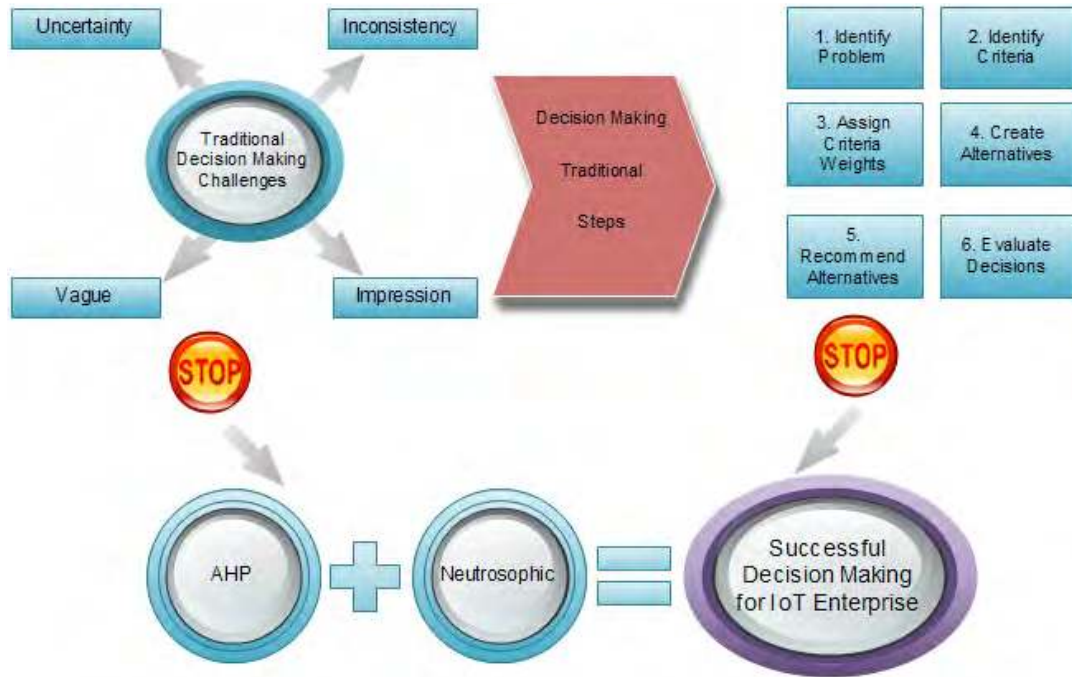 Uncertainty
Inconsistency
Traditional
Decision Making
Challenges
Vague
Impression
Decision Making
Traditional
Steps
1. Identify
Problem
2. Identify
Criteria
3. Assign
Criteria
Weights
4. Create
Alternatives
5.
Recommend
Alternatives
6. Evaluate
Decisions
STOP
STOP
AHP
Neutrosophic
Successful
Decision Making
for IoT Enterprise